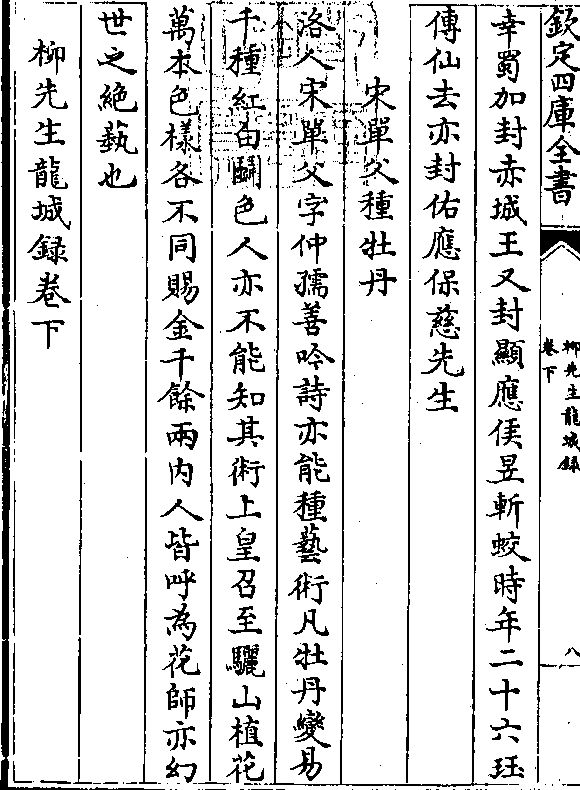 欽定四庫全書
柳先生龍城錄
卷下
八
幸蜀加封赤城王又封顯應侯昱斬蛟時年二十六珏
傳仙去亦封佑應保慈先生
宋單父種牡丹
洛人宋單父字仲孺善吟詩亦能種藝術凡牡丹變易
千種紅白鬭色人亦不能知其術上皇召至驪山植花
萬本色樣各不同賜金千餘兩内人皆呼為花師亦幻
世之絶藝也
柳先生龍城録卷下